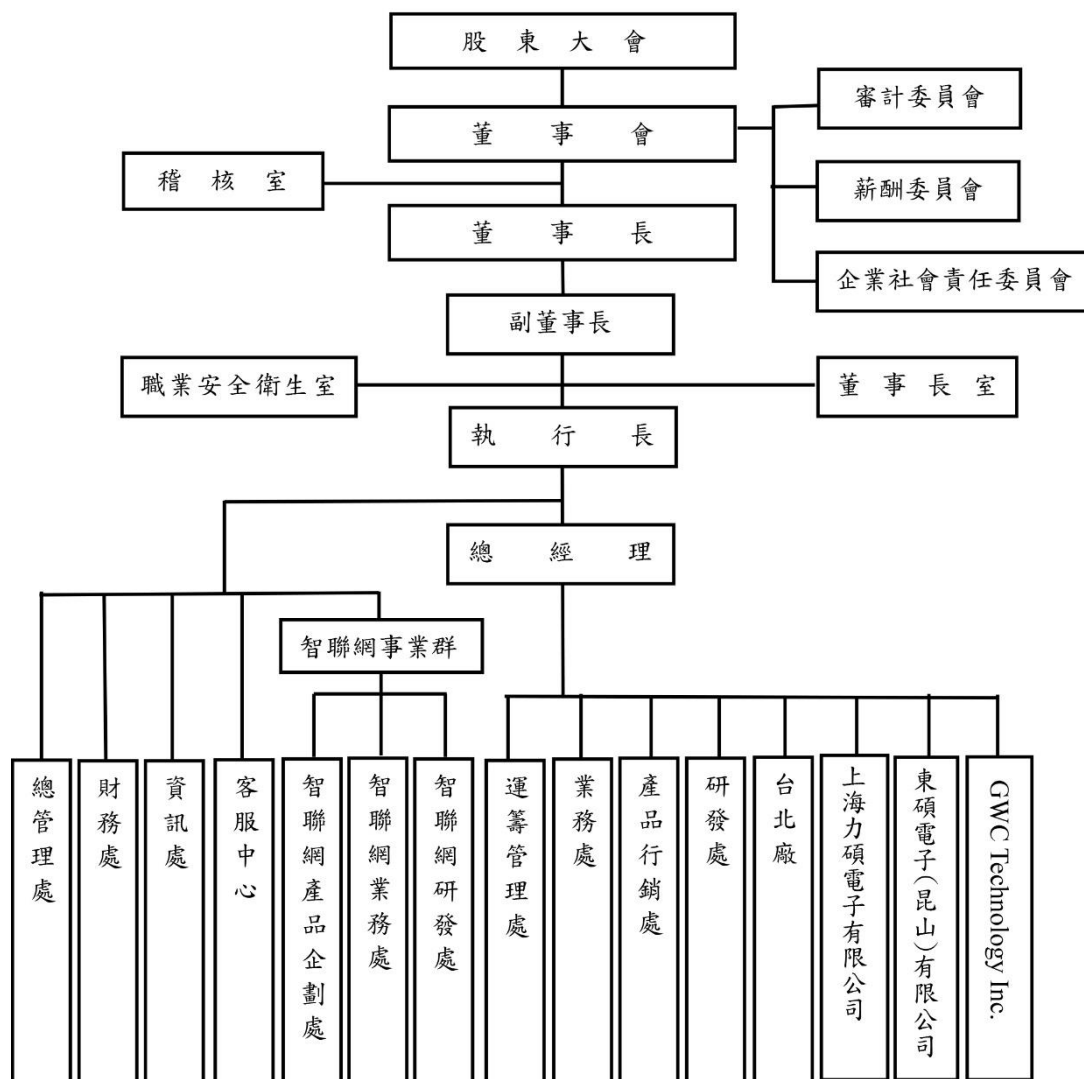 股東大會
董事會
審計委員會
稽核室
薪酬委員會
董事長
企業社會責任委員會
副董事長
職業安全衛生室
董事長室
執行長
總經理
智聯網事業群
總管理處
財務處
資訊處
客服中心
智聯網產品企劃處
智聯網業務處
智聯網研發處
運籌管理處
業務處
產品行銷處
研發處
台北廠
上海力碩電子有限公司
東碩電子(昆山)有限公司
GWC Technology Inc.